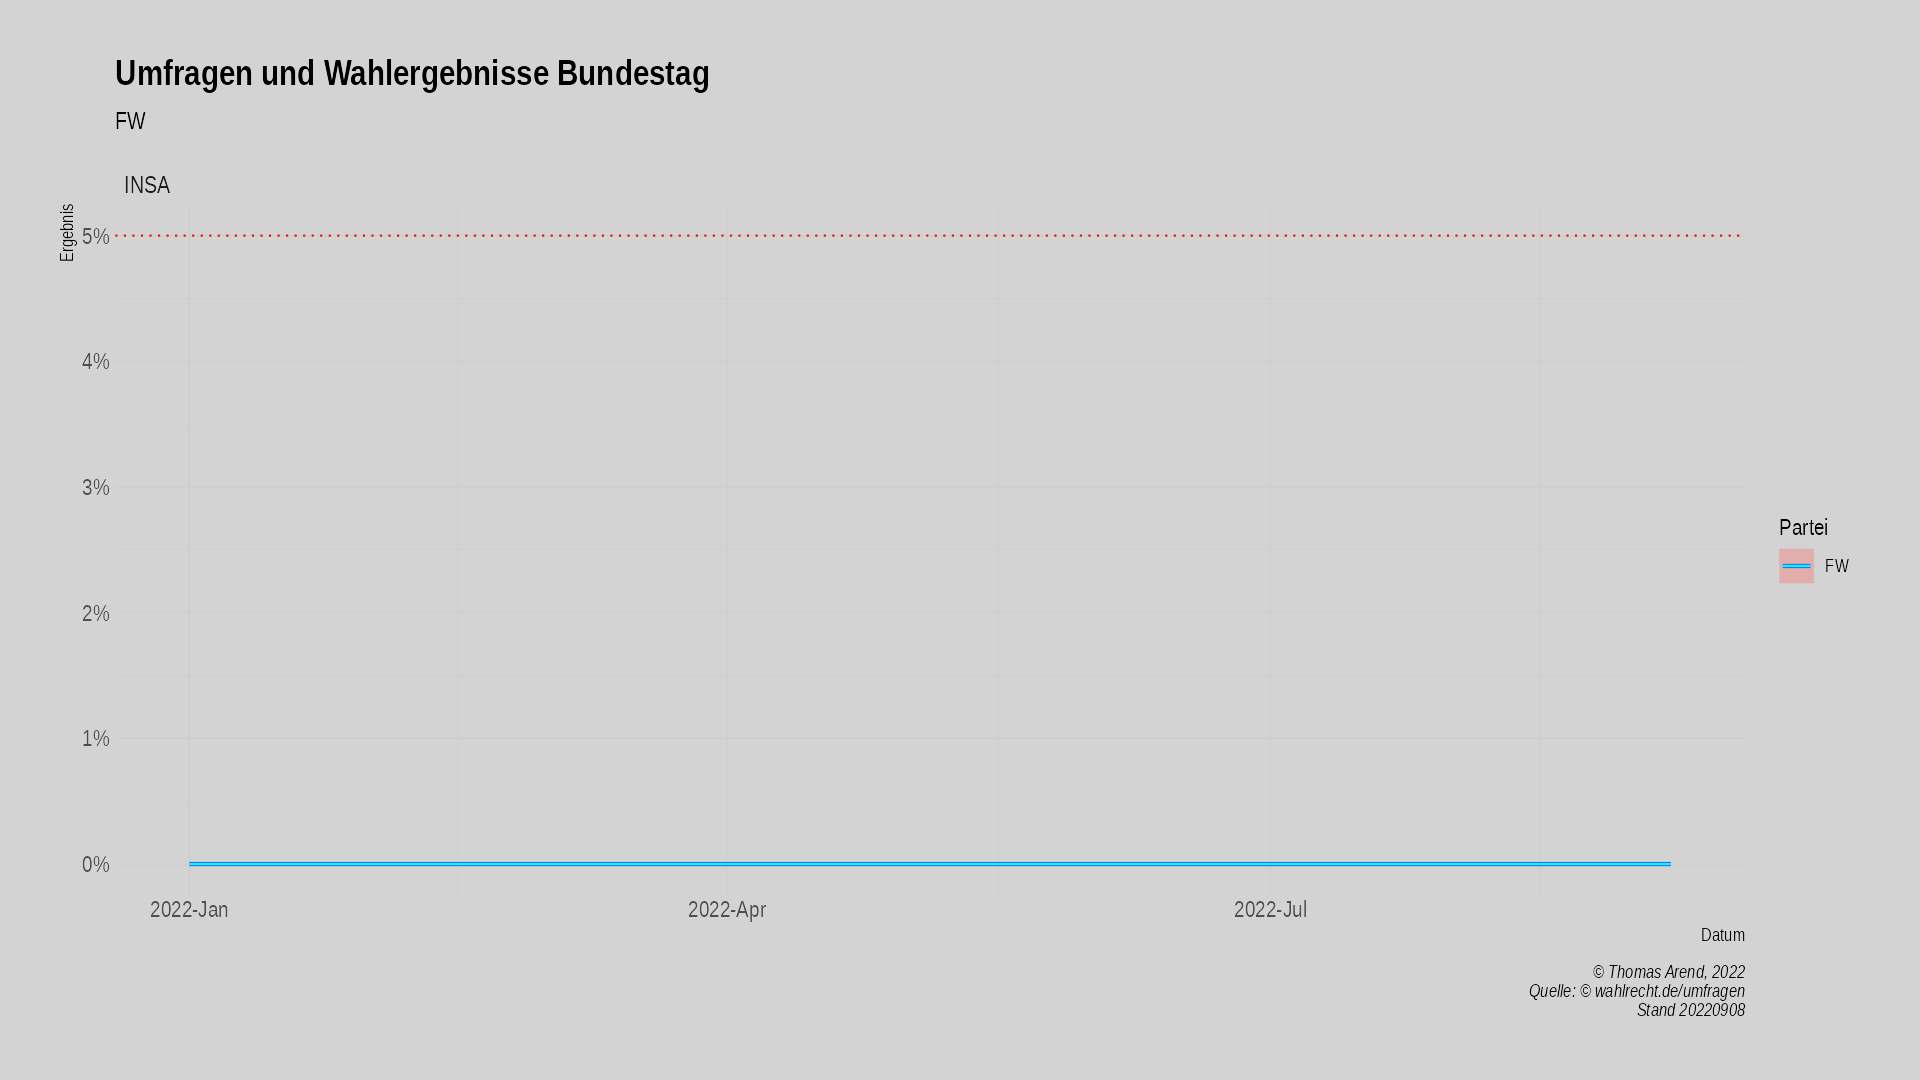 Umfragen und Wahlergebnisse Bundestag
FW
INSA
Ergebnis
5%
4%
3%
2%
1%
0%
2022-Jan
2022-Apr
2022-Jul
Datum
Partei
FW
© Thomas Arend, 2022
Quelle: © wahlrecht.de/umfragen
Stand 20220908